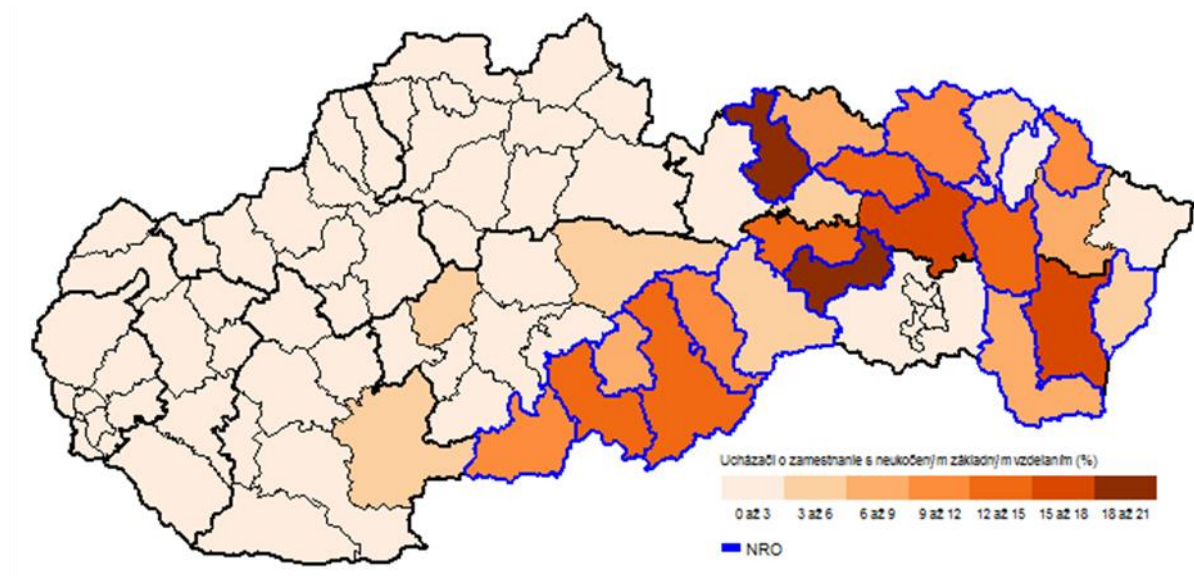 Uchádzači o zamestnanie s neukočeným základným vzdelaním (%)
0 až 3 3 až 6 6 až 9 9 až 12 12 až 15 15 až 18 18 až 21
NRO